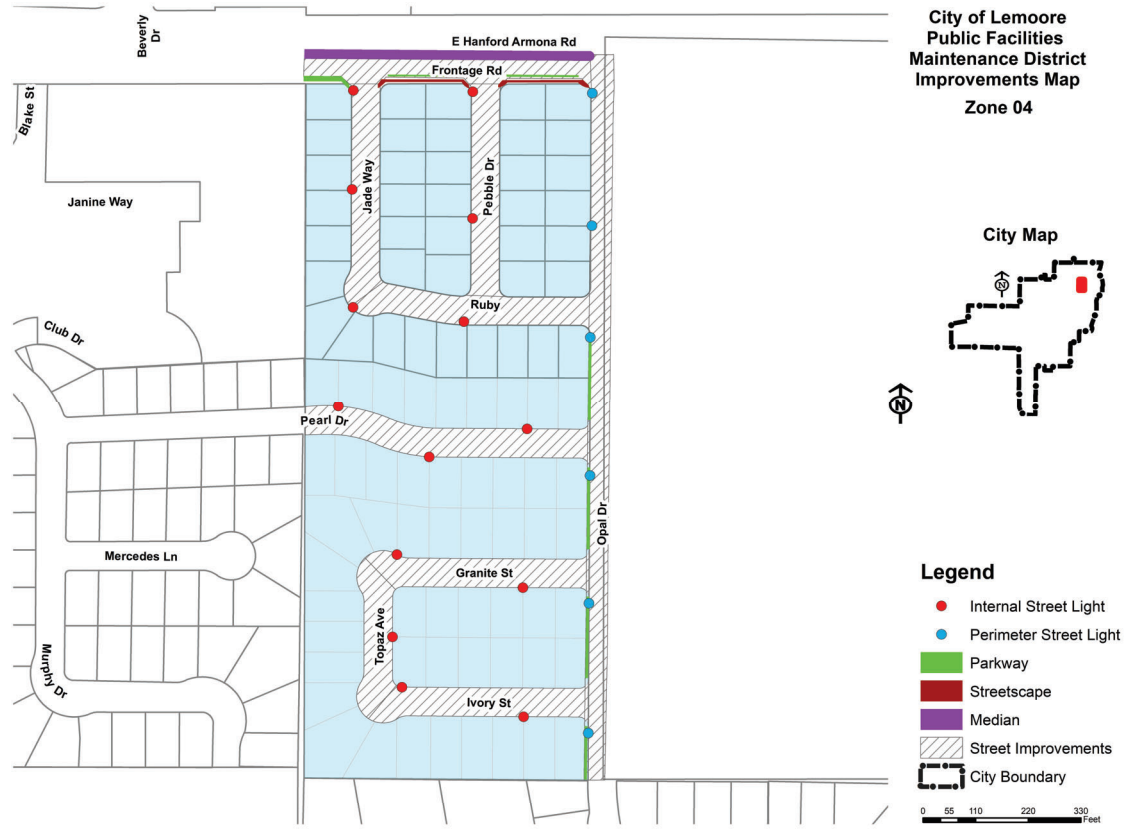 City of Lemoore
Public Facilities
Maintenance District
Improvements Map
Zone 04
Beverly
Dr
E Hanford Armona Rd
Frontage Rd
Blake St
Janine Way
Jade Way
Pebble Dr
City Map
N
Ruby
Club Dr
N
Pearl Dr
Opal Dr
Mercedes Ln
Granite St
Topaz Ave
Murphy Dr
Ivory St
Legend
Internal Street Light
Perimeter Street Light
Parkway
Streetscape
Median
Street Improvements
City Boundary
0 55 110 220 330
Feet